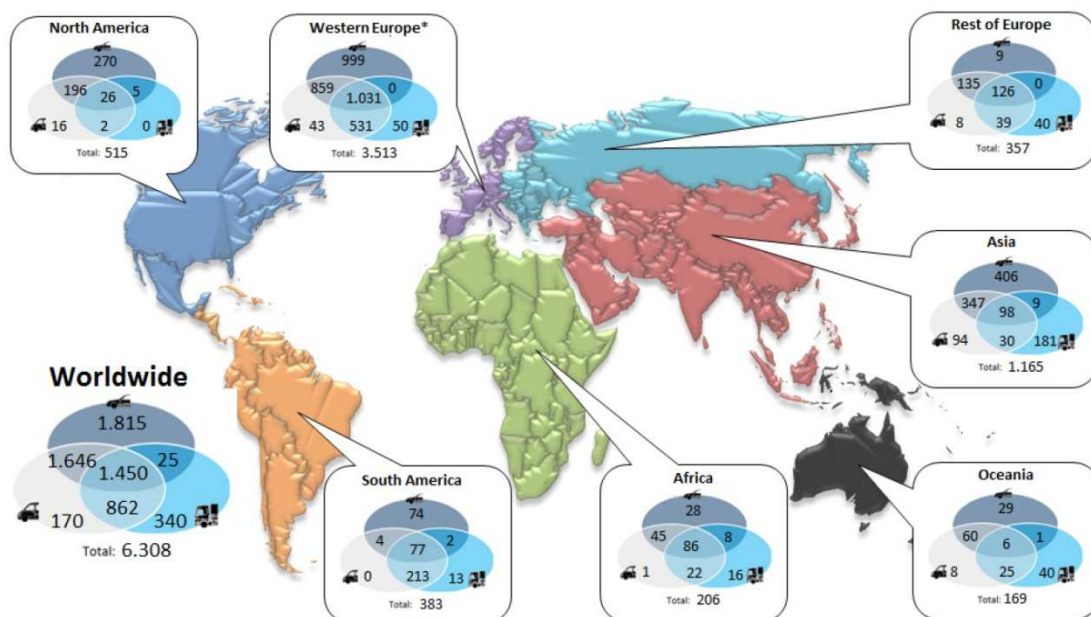 North America
270
196 26 5
16 2 0
Total: 515
Western Europe*
999
859 1.031 0
43 531 50
Total: 3.513
Rest of Europe
9
135 126 0
8 39 40
Total: 357
Asia
406
347 98 9
94 30 181
Total: 1.165
Worldwide
1.815
1.646 1.450 25
170 862 340
Total: 6.308
South America
74
4 77 2
0 213 13
Total: 383
Africa
28
45 86 8
1 22 16
Total: 206
Oceania
29
60 6 1
8 25 40
Total: 169